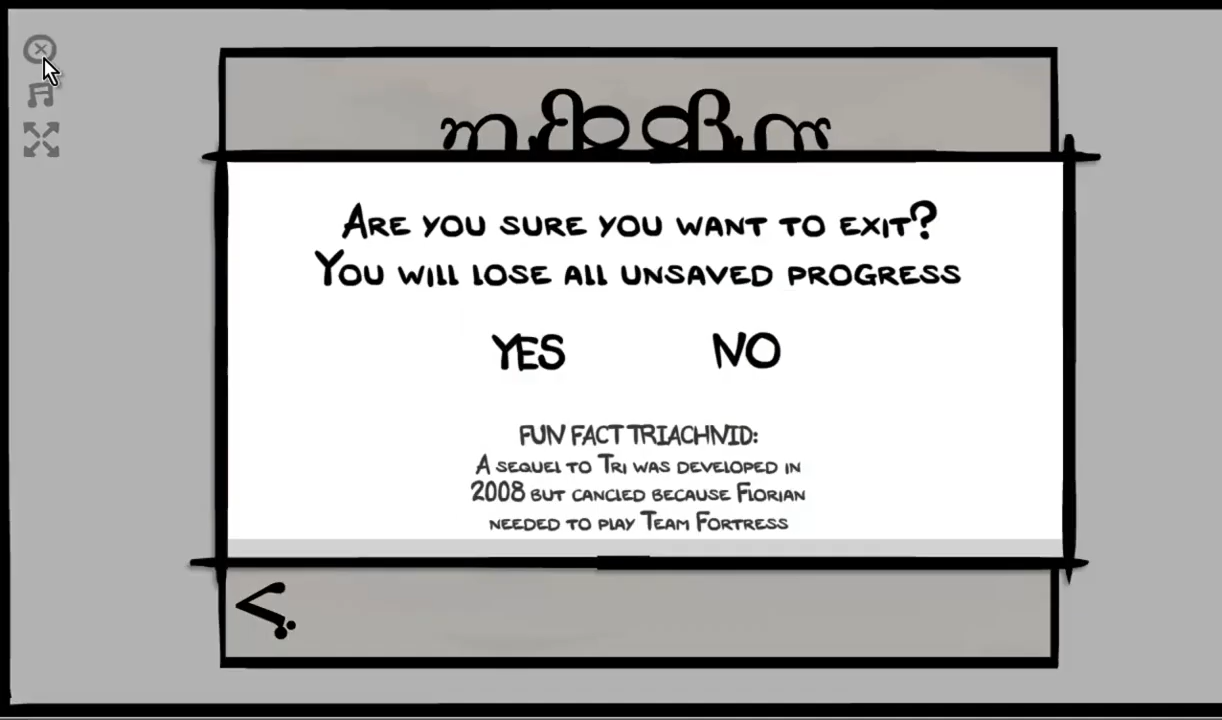 Are you sure you want to exit?
You will lose all unsaved progress
YES NO
FUN FACT TRIACHNID:
A sequel to Tri was developed in
2008 but cancled because Florian
needed to play Team Fortress